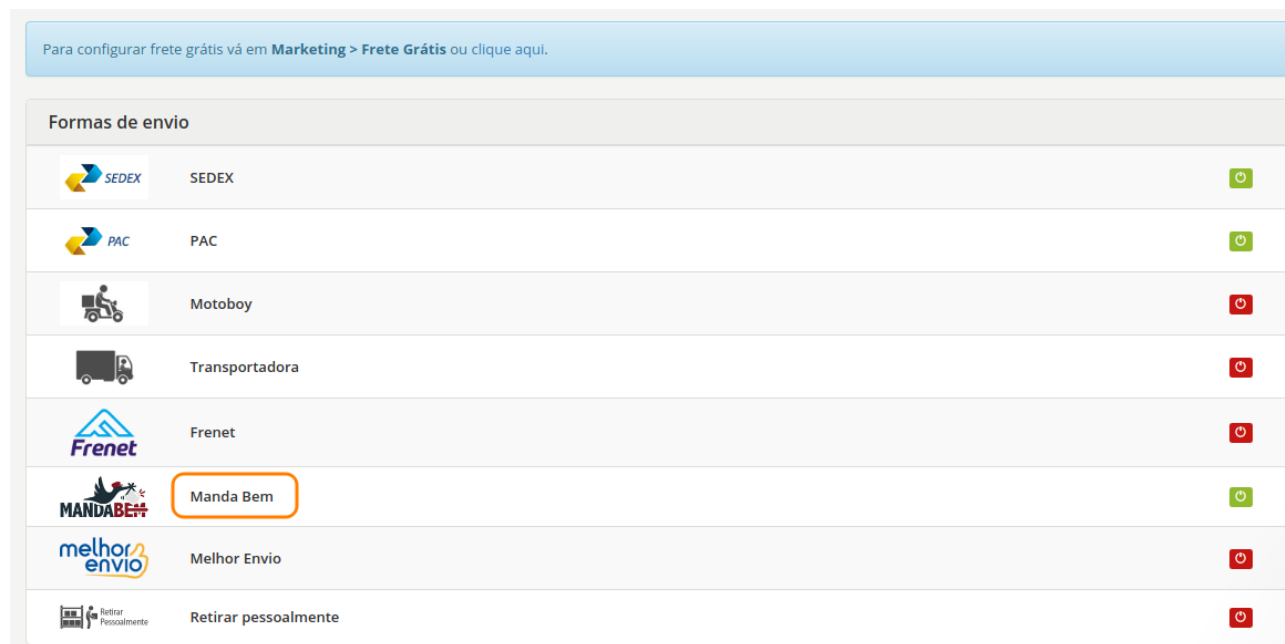 Para configurar frete grátis vá em Marketing > Frete Grátis ou clique aqui.
Formas de envio
SEDEX SEDEX
PAC PAC
Motoboy
Transportadora
Frenet Frenet
MANDABEM Manda Bem
melhor envio Melhor Envio
Retirar Pessoalmente Retirar pessoalmente